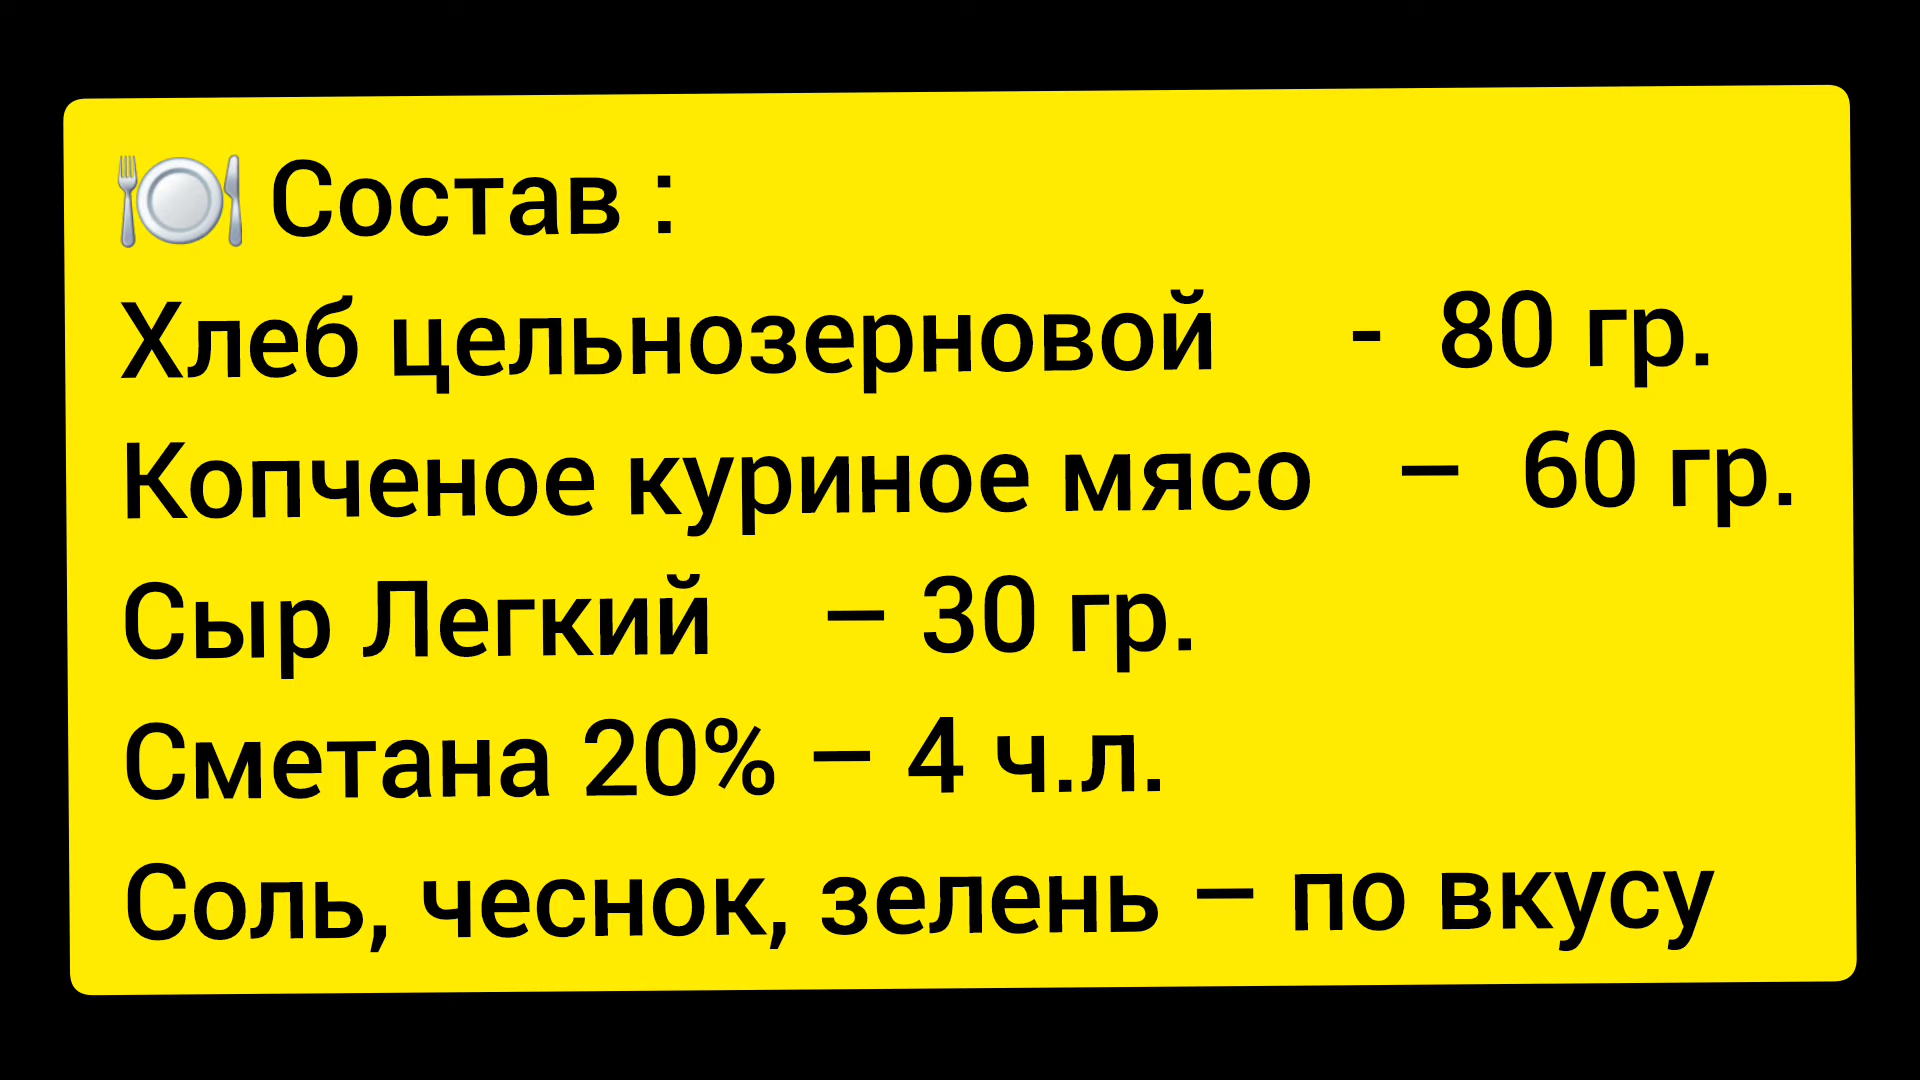 🍽 Состав :
Хлеб цельнозерновой - 80 гр.
Копченое куриное мясо – 60 гр.
Сыр Легкий – 30 гр.
Сметана 20% – 4 ч.л.
Соль, чеснок, зелень – по вкусу